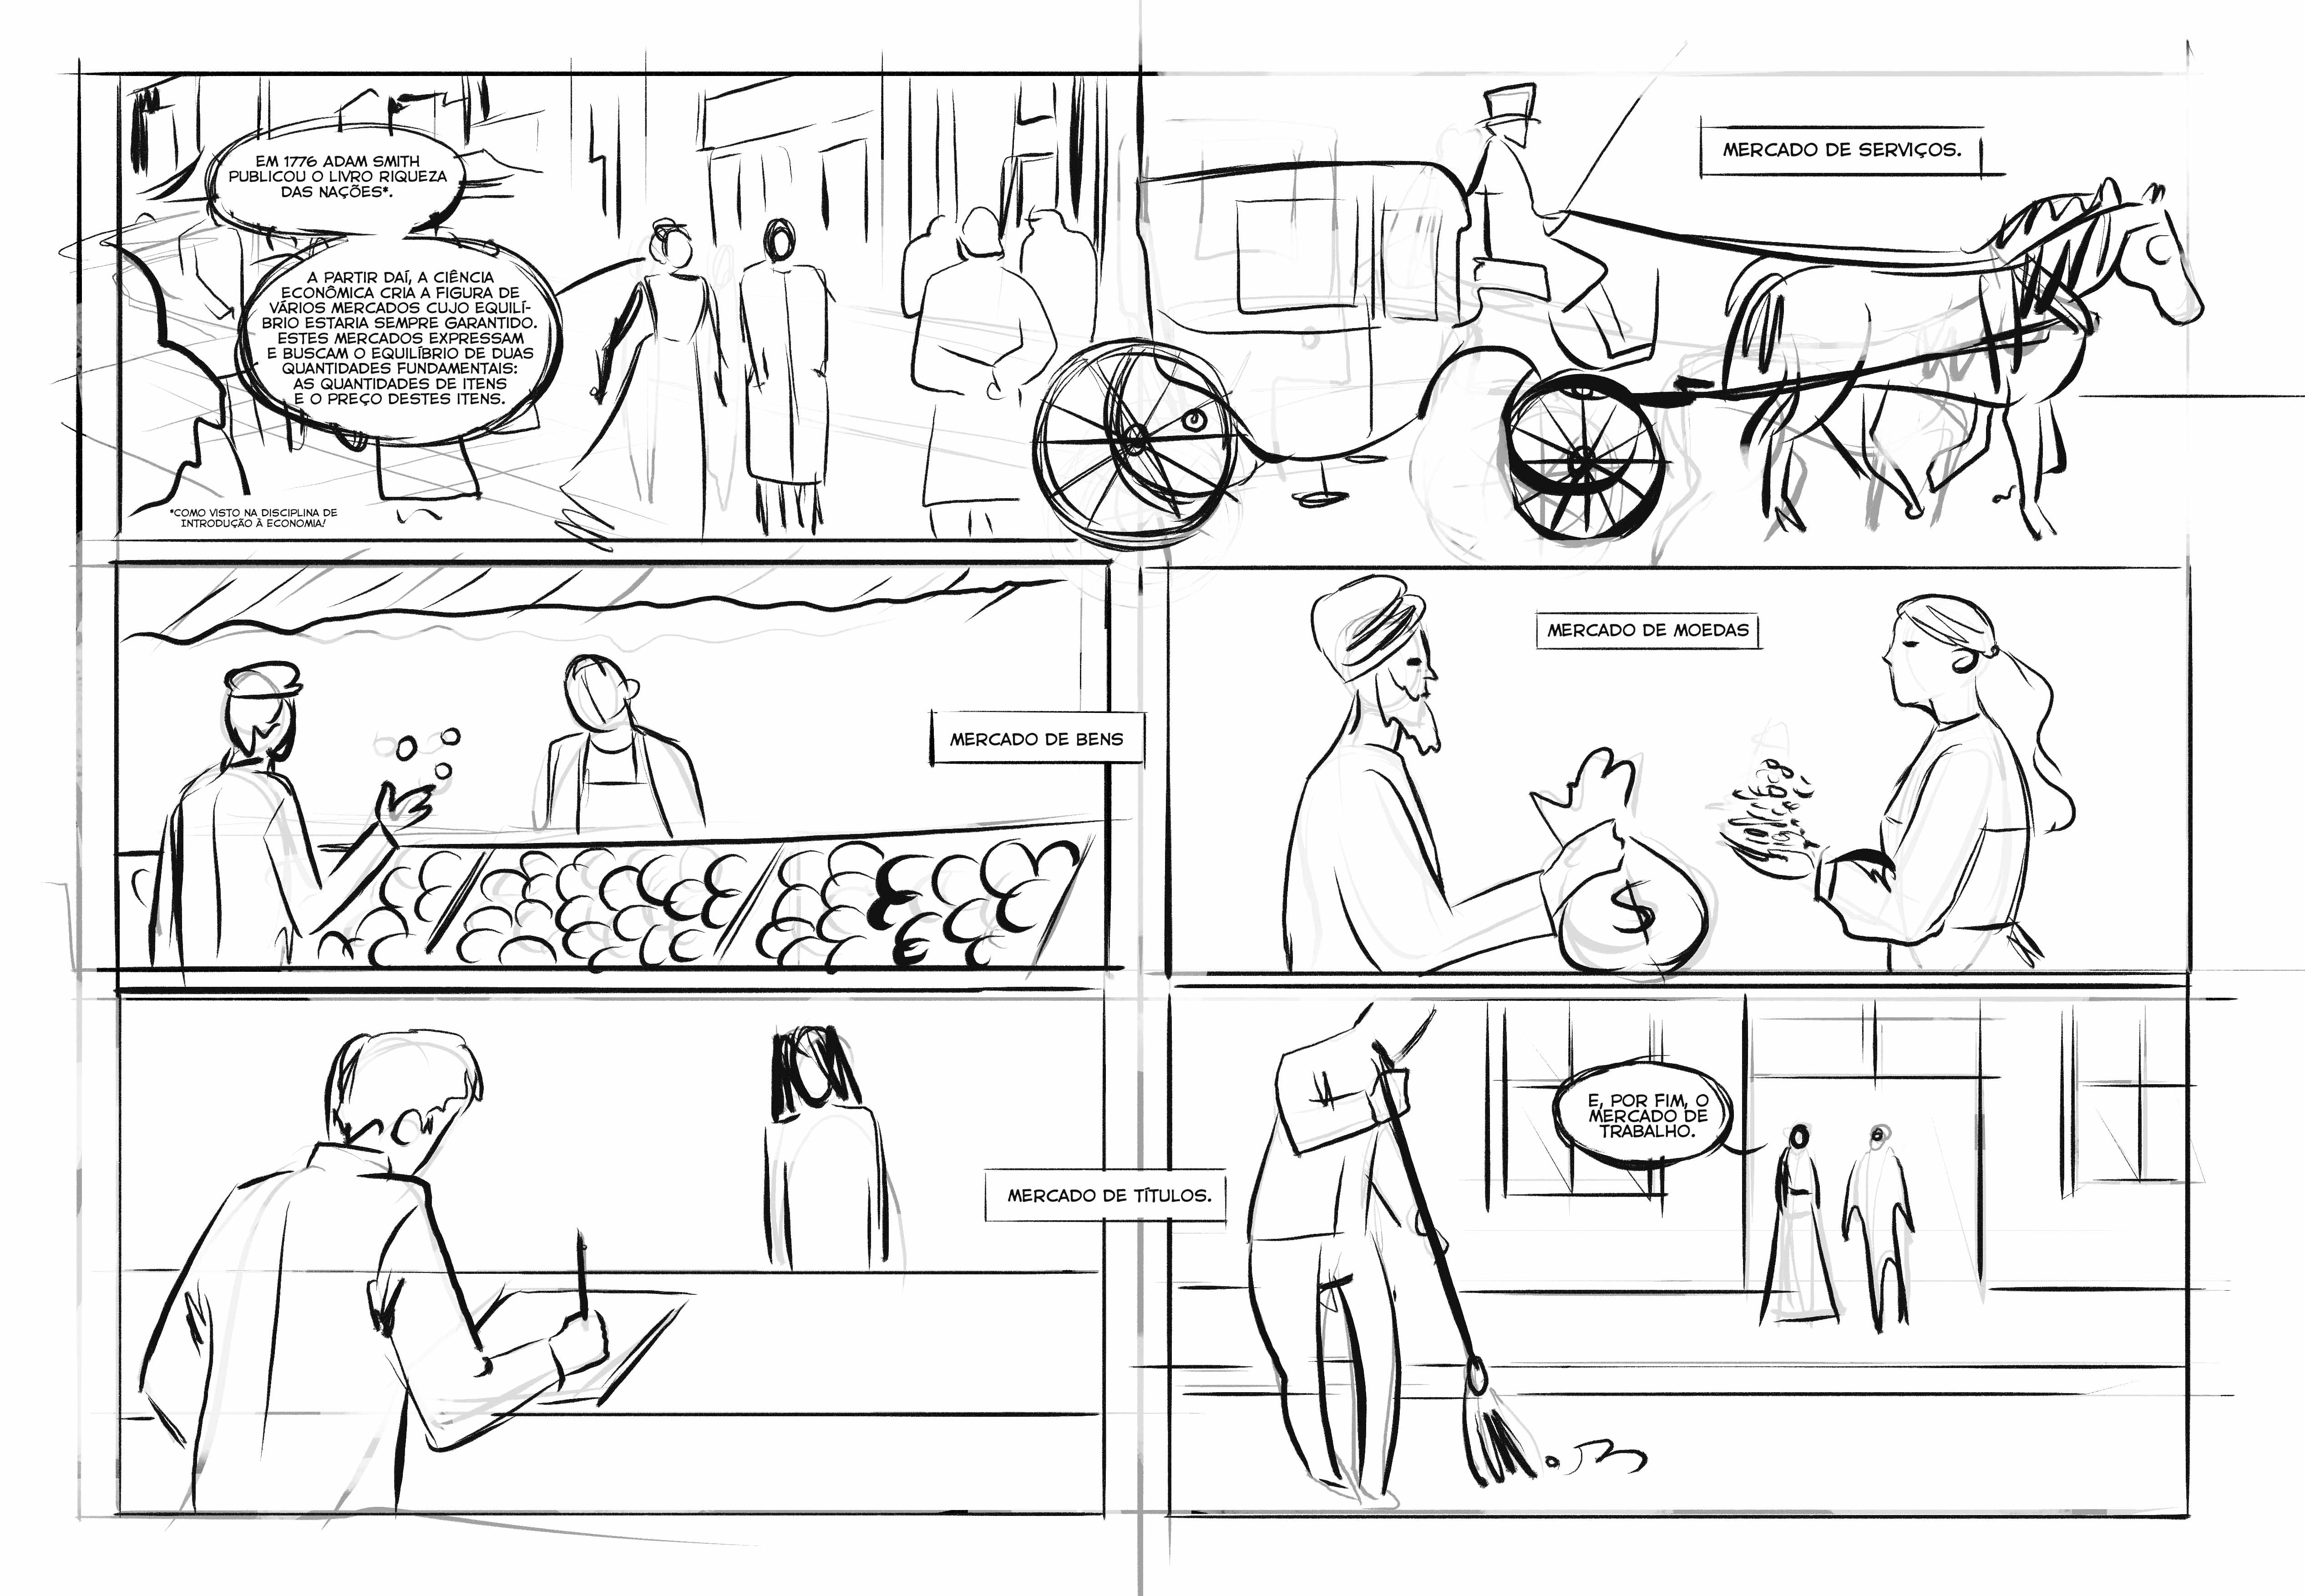 EM 1776 ADAM SMITH
PUBLICOU O LIVRO RIQUEZA
DAS NAÇÕES*.
A PARTIR DAÍ, A CIÊNCIA
ECONÔMICA CRIA A FIGURA DE
VÁRIOS MERCADOS CUJO EQUILÍ-
BRIO ESTARIA SEMPRE GARANTIDO.
ESTES MERCADOS EXPRESSAM
E BUSCAM O EQUILÍBRIO DE DUAS
QUANTIDADES FUNDAMENTAIS:
AS QUANTIDADES DE ITENS
E O PREÇO DESTES ITENS.
*COMO VISTO NA DISCIPLINA DE
INTRODUÇÃO À ECONOMIA!
MERCADO DE SERVIÇOS.
MERCADO DE BENS
MERCADO DE MOEDAS
$
MERCADO DE TÍTULOS.
E, POR FIM, O
MERCADO DE
TRABALHO.